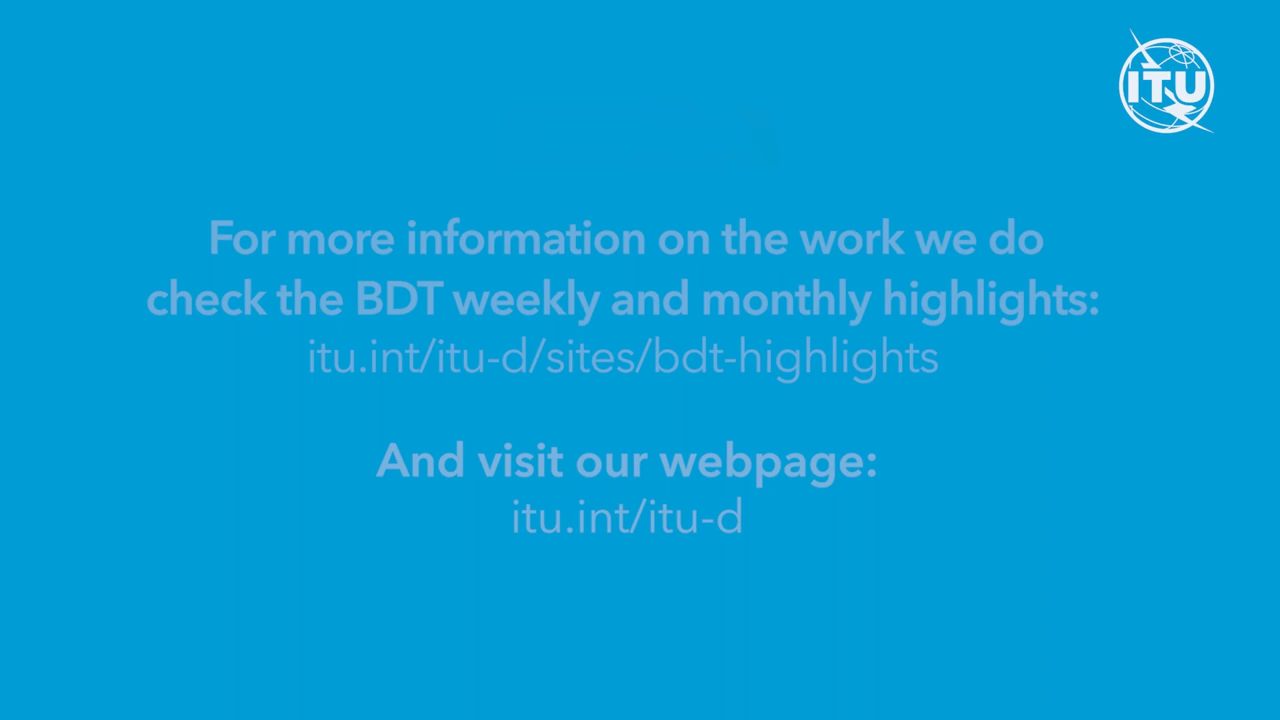 ITU
For more information on the work we do
check the BDT weekly and monthly highlights:
itu.int/itu-d/sites/bdt-highlights
And visit our webpage:
itu.int/itu-d